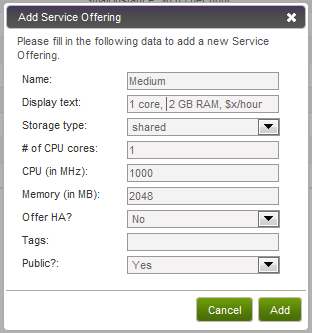 Add Service Offering
Please fill in the following data to add a new Service
Offering.
Name: Medium
Display text: 1 core, 2 GB RAM, $x/hour
Storage type: shared
# of CPU cores: 1
CPU (in MHz): 1000
Memory (in MB): 2048
Offer HA? No
Tags:
Public?: Yes
Cancel Add